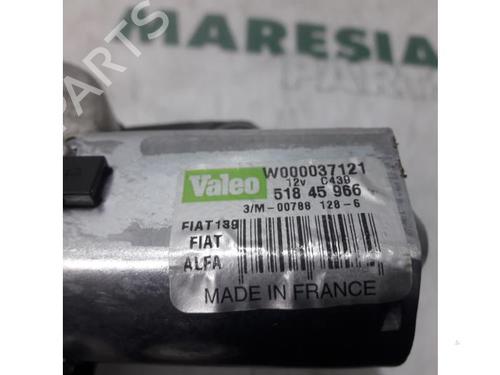 MARESIA
PARTS
PARTS
Valeo
W000037121
12v C439
518 45 966
3/M-00788 128-6
FIAT199
FIAT
ALFA
MADE IN FRANCE